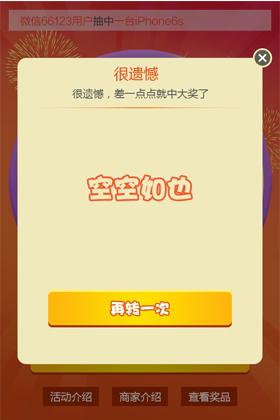 微信66123用户抽中一台iPhone6s
很遗憾
很遗憾，差一点点就中大奖了
空空如也
再转一次
活动介绍
商家介绍
查看奖品